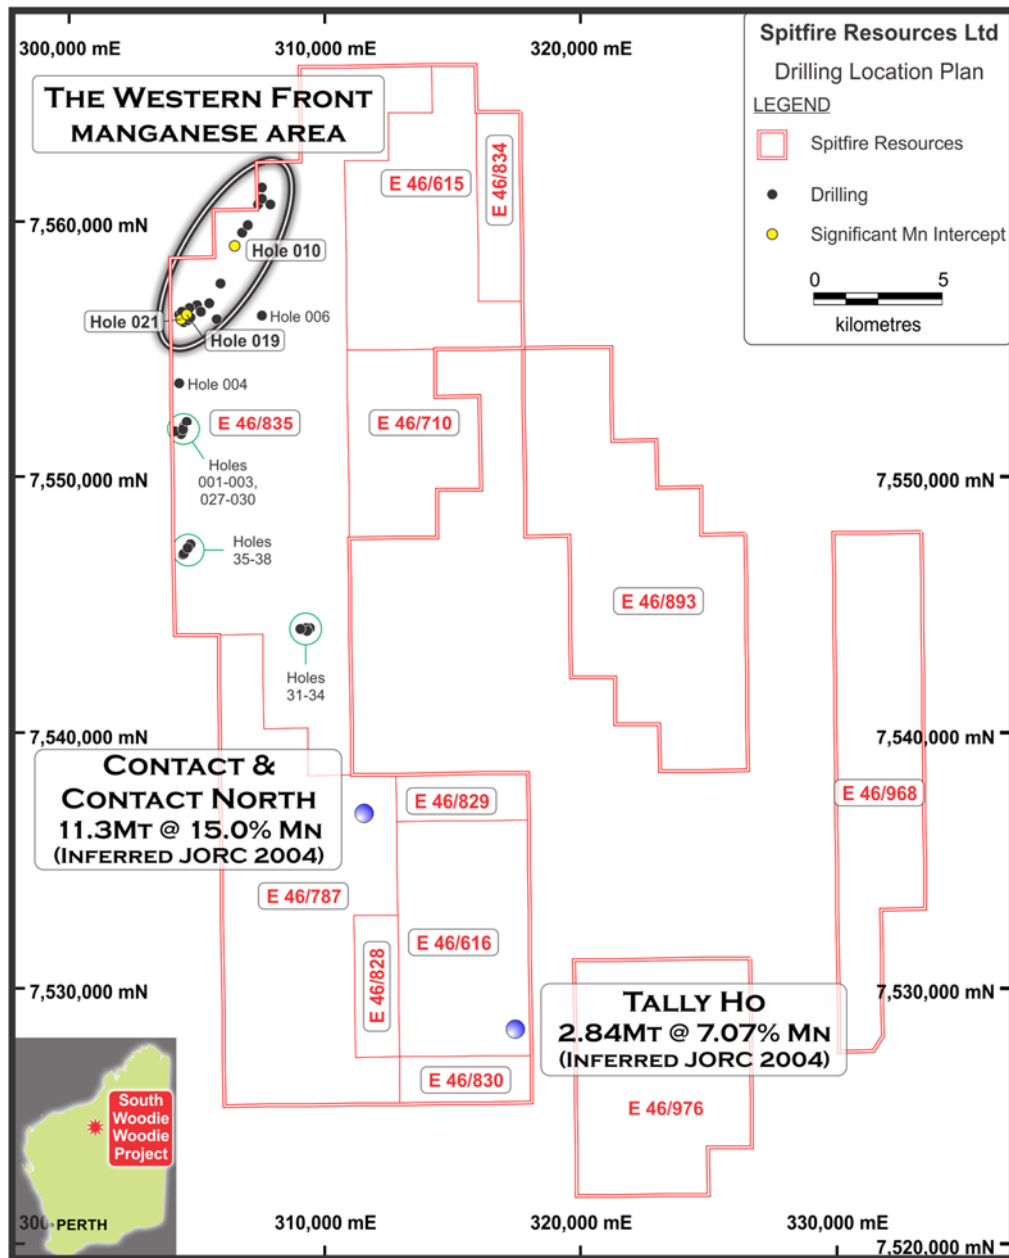 300,000 mE
310,000 mE
320,000 mE
Spitfire Resources Ltd
Drilling Location Plan
LEGEND
Spitfire Resources
Drilling
Significant Mn Intercept
0 5
kilometres
THE WESTERN FRONT
MANGANESE AREA
E 46/615
E 46/834
7,560,000 mN
Hole 010
Hole 021
Hole 006
Hole 019
Hole 004
E 46/835
E 46/710
Holes
001-003,
027-030
7,550,000 mN
7,550,000 mN
Holes
35-38
E 46/893
Holes
31-34
7,540,000 mN
7,540,000 mN
CONTACT &
CONTACT NORTH
11.3MT @ 15.0% MN
(INFERRED JORC 2004)
E 46/829
E 46/968
E 46/787
E 46/616
E 46/828
7,530,000 mN
7,530,000 mN
TALLY HO
2.84MT @ 7.07% MN
(INFERRED JORC 2004)
E 46/830
E 46/976
South
Woodie
Woodie
Project
PERTH
300
310,000 mE
320,000 mE
330,000 mE
7,520,000 mN